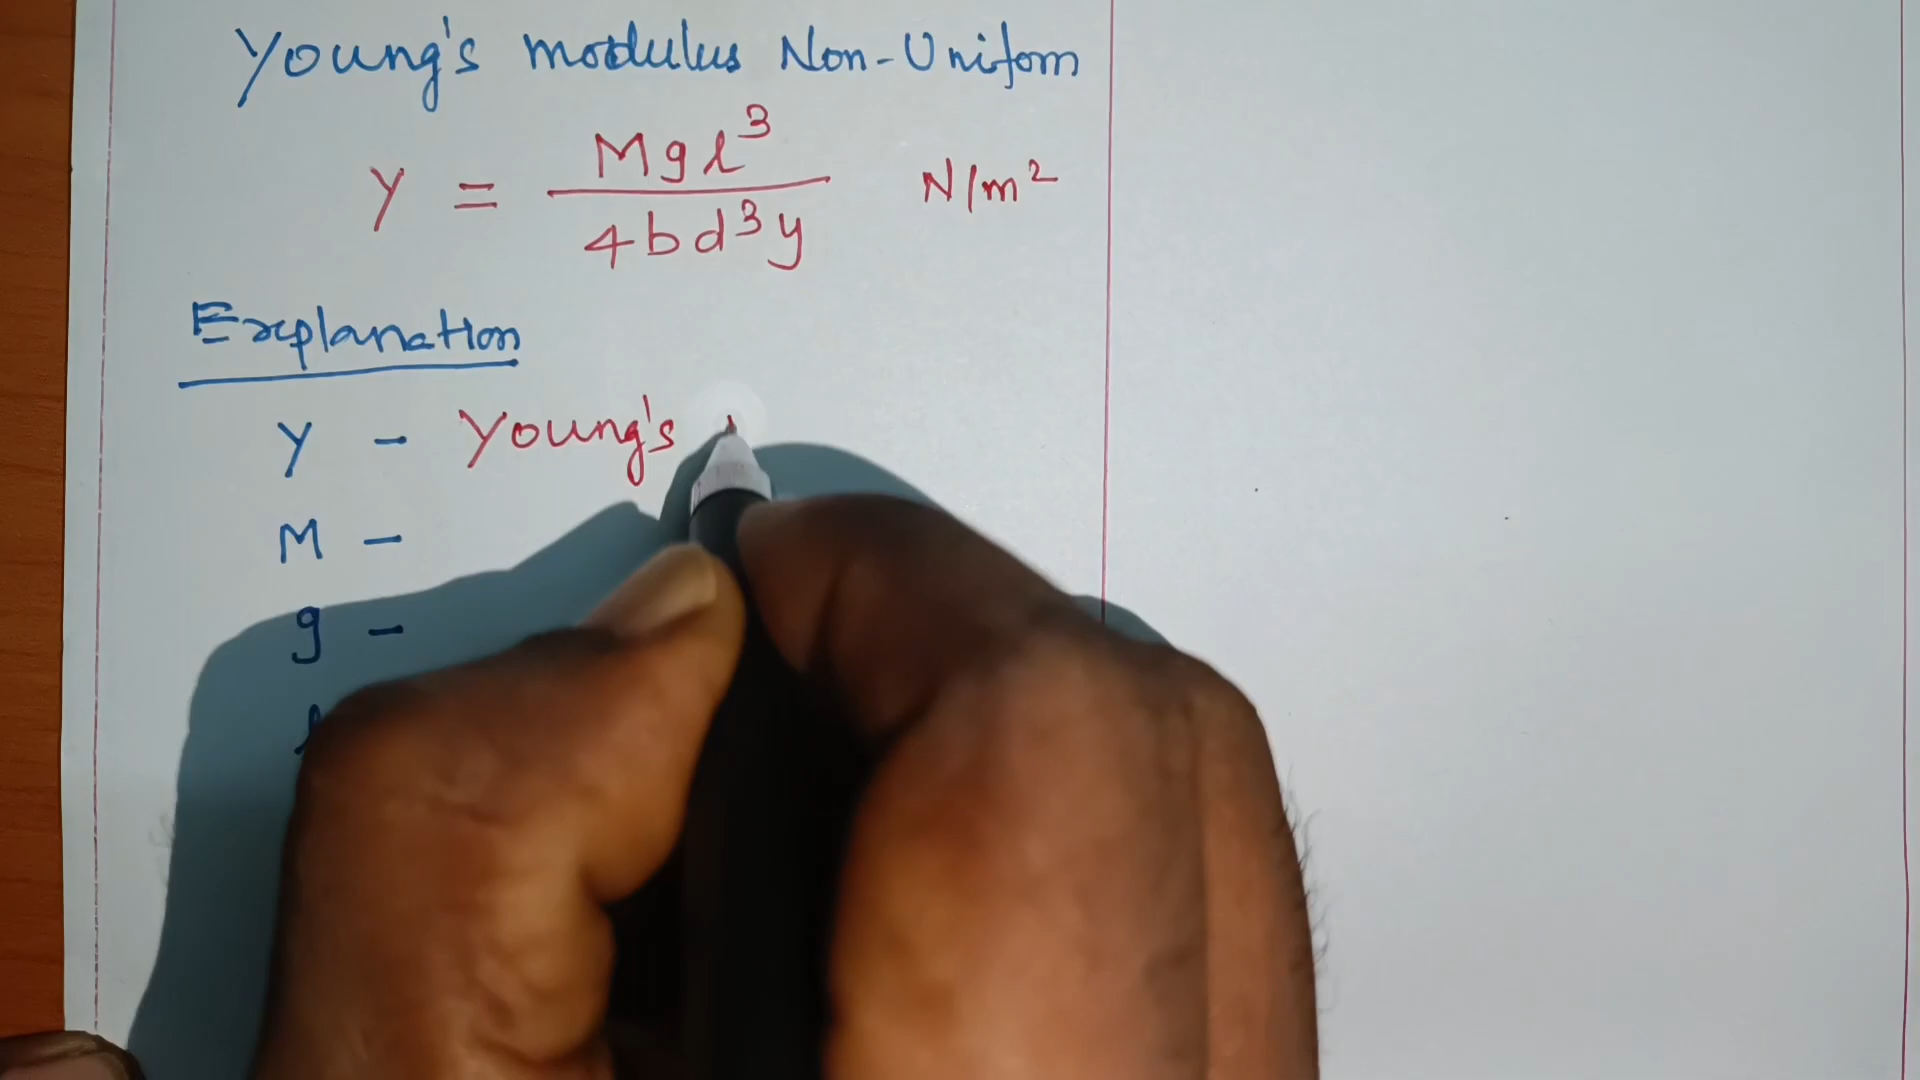 Young's modulus Non-Uniform
Y = Mgl³
4bd³y
N/m²
Explanation
Y - Young's
M -
g -
l